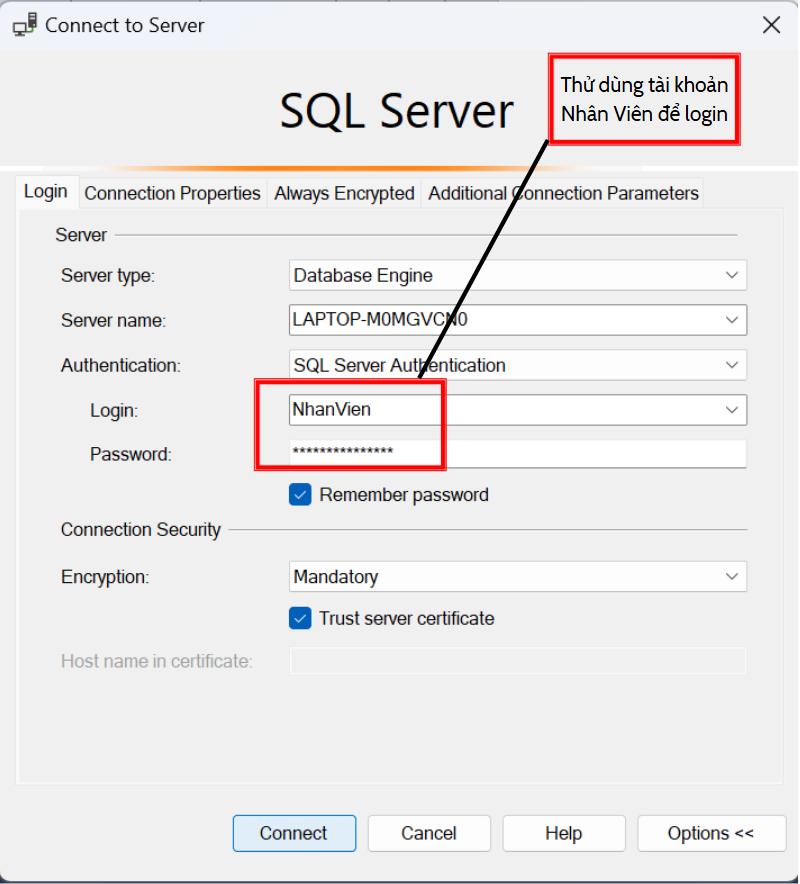 Connect to Server
SQL Server
Thử dùng tài khoản
Nhân Viên để login
Login Connection Properties Always Encrypted Additional Connection Parameters
Server
Server type: Database Engine
Server name: LAPTOP-M0MGVCN0
Authentication: SQL Server Authentication
Login: NhanVien
Password: ***************
Remember password
Connection Security
Encryption: Mandatory
Trust server certificate
Host name in certificate:
Connect Cancel Help Options <<